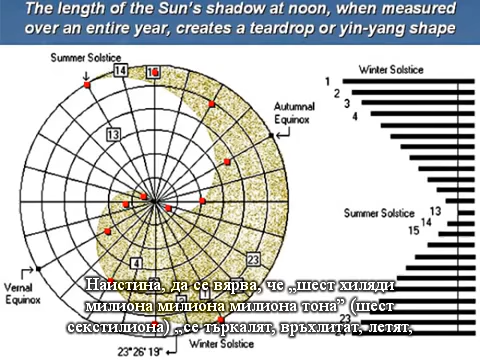 The length of the Sun's shadow at noon, when measured
over an entire year, creates a teardrop or yin-yang shape
Summer Solstice
14
13
Autumnal
Equinox
Vernal
Equinox
4
23
23° 26' 19"
Winter Solstice
Winter Solstice
1
2
3
4
Summer Solstice
13
14
15
23
Наистина, да се вярва, че „шест хиляди
милиона милиона милиона тона" (шест
секстилиона) „се търкалят, връхлитат, летят,